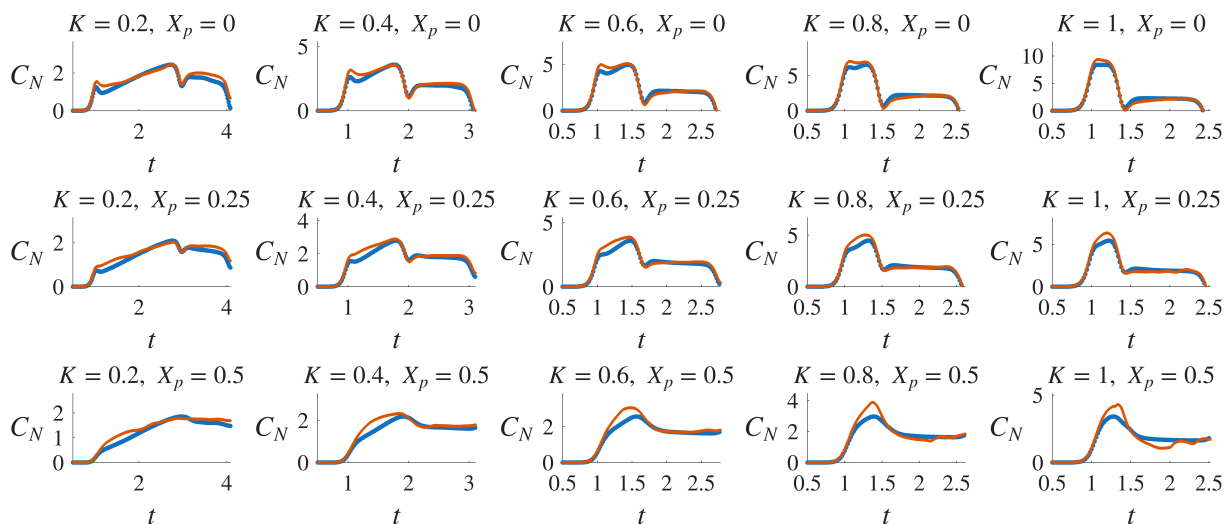 K = 0.2, X_p = 0
K = 0.4, X_p = 0
K = 0.6, X_p = 0
K = 0.8, X_p = 0
K = 1, X_p = 0
C_N
2
0
2
4
t
5
0
1
2
3
t
5
0
0.5
1
1.5
2
2.5
t
5
0
0.5
1
1.5
2
2.5
t
10
5
0
0.5
1
1.5
2
2.5
t
K = 0.2, X_p = 0.25
K = 0.4, X_p = 0.25
K = 0.6, X_p = 0.25
K = 0.8, X_p = 0.25
K = 1, X_p = 0.25
C_N
2
0
2
4
t
C_N
4
2
0
1
2
3
t
C_N
5
0
0.5
1
1.5
2
2.5
t
C_N
5
0
0.5
1
1.5
2
2.5
t
C_N
5
0
0.5
1
1.5
2
2.5
t
K = 0.2, X_p = 0.5
K = 0.4, X_p = 0.5
K = 0.6, X_p = 0.5
K = 0.8, X_p = 0.5
K = 1, X_p = 0.5
C_N
2
1
0
2
4
t
C_N
2
0
1
2
3
t
C_N
2
0
0.5
1
1.5
2
2.5
t
C_N
4
2
0
0.5
1
1.5
2
2.5
t
C_N
4
2
0
0.5
1
1.5
2
2.5
t